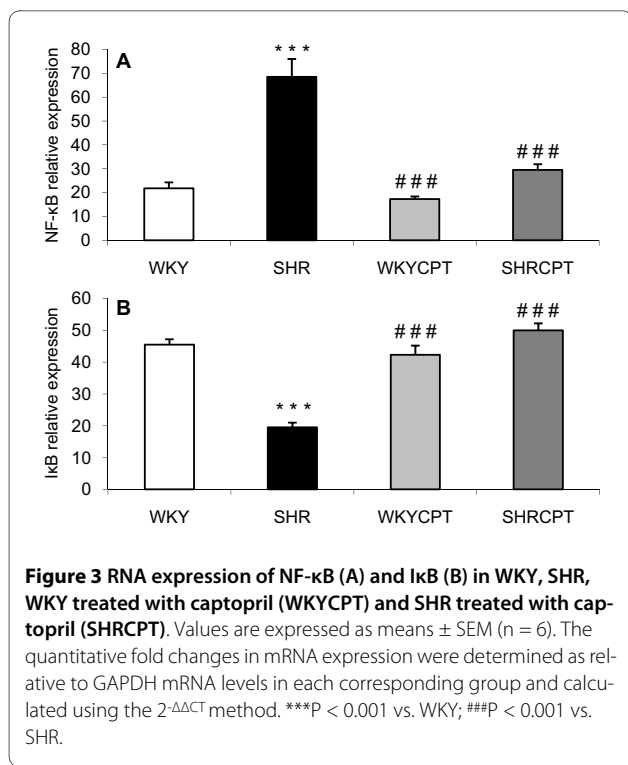 80
70
60
50
40
30
20
10
0
NF-κB relative expression
A
* * *
# # #
# # #
WKY SHR WKYCPT SHRCPT
60
50
40
30
20
10
0
IκB relative expression
B
* * *
# # #
# # #
WKY SHR WKYCPT SHRCPT
Figure 3 RNA expression of NF-κB (A) and IκB (B) in WKY, SHR,
WKY treated with captopril (WKYCPT) and SHR treated with cap-
topril (SHRCPT). Values are expressed as means ± SEM (n = 6). The
quantitative fold changes in mRNA expression were determined as rel-
ative to GAPDH mRNA levels in each corresponding group and calcu-
lated using the 2-ΔΔCT method. ***P < 0.001 vs. WKY; ###P < 0.001 vs.
SHR.